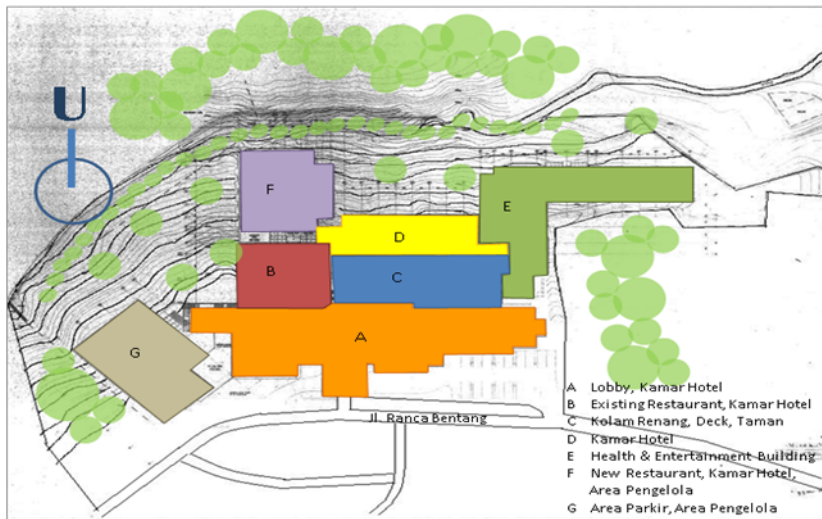 U
F
E
D
B
C
A
G
Jl. Ranca Bentang
A Lobby, Kamar Hotel
B Existing Restaurant, Kamar Hotel
C Kolam Renang, Deck, Taman
D Kamar Hotel
E Health & Entertainment Building
F New Restaurant, Kamar Hotel,
Area Pengelola
G Area Parkir, Area Pengelola